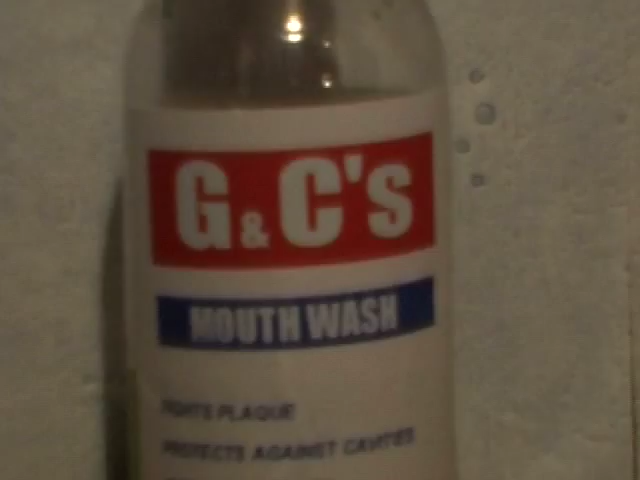 G&C's
MOUTH WASH
FIGHTS PLAQUE
PROTECTS AGAINST CAVITIES